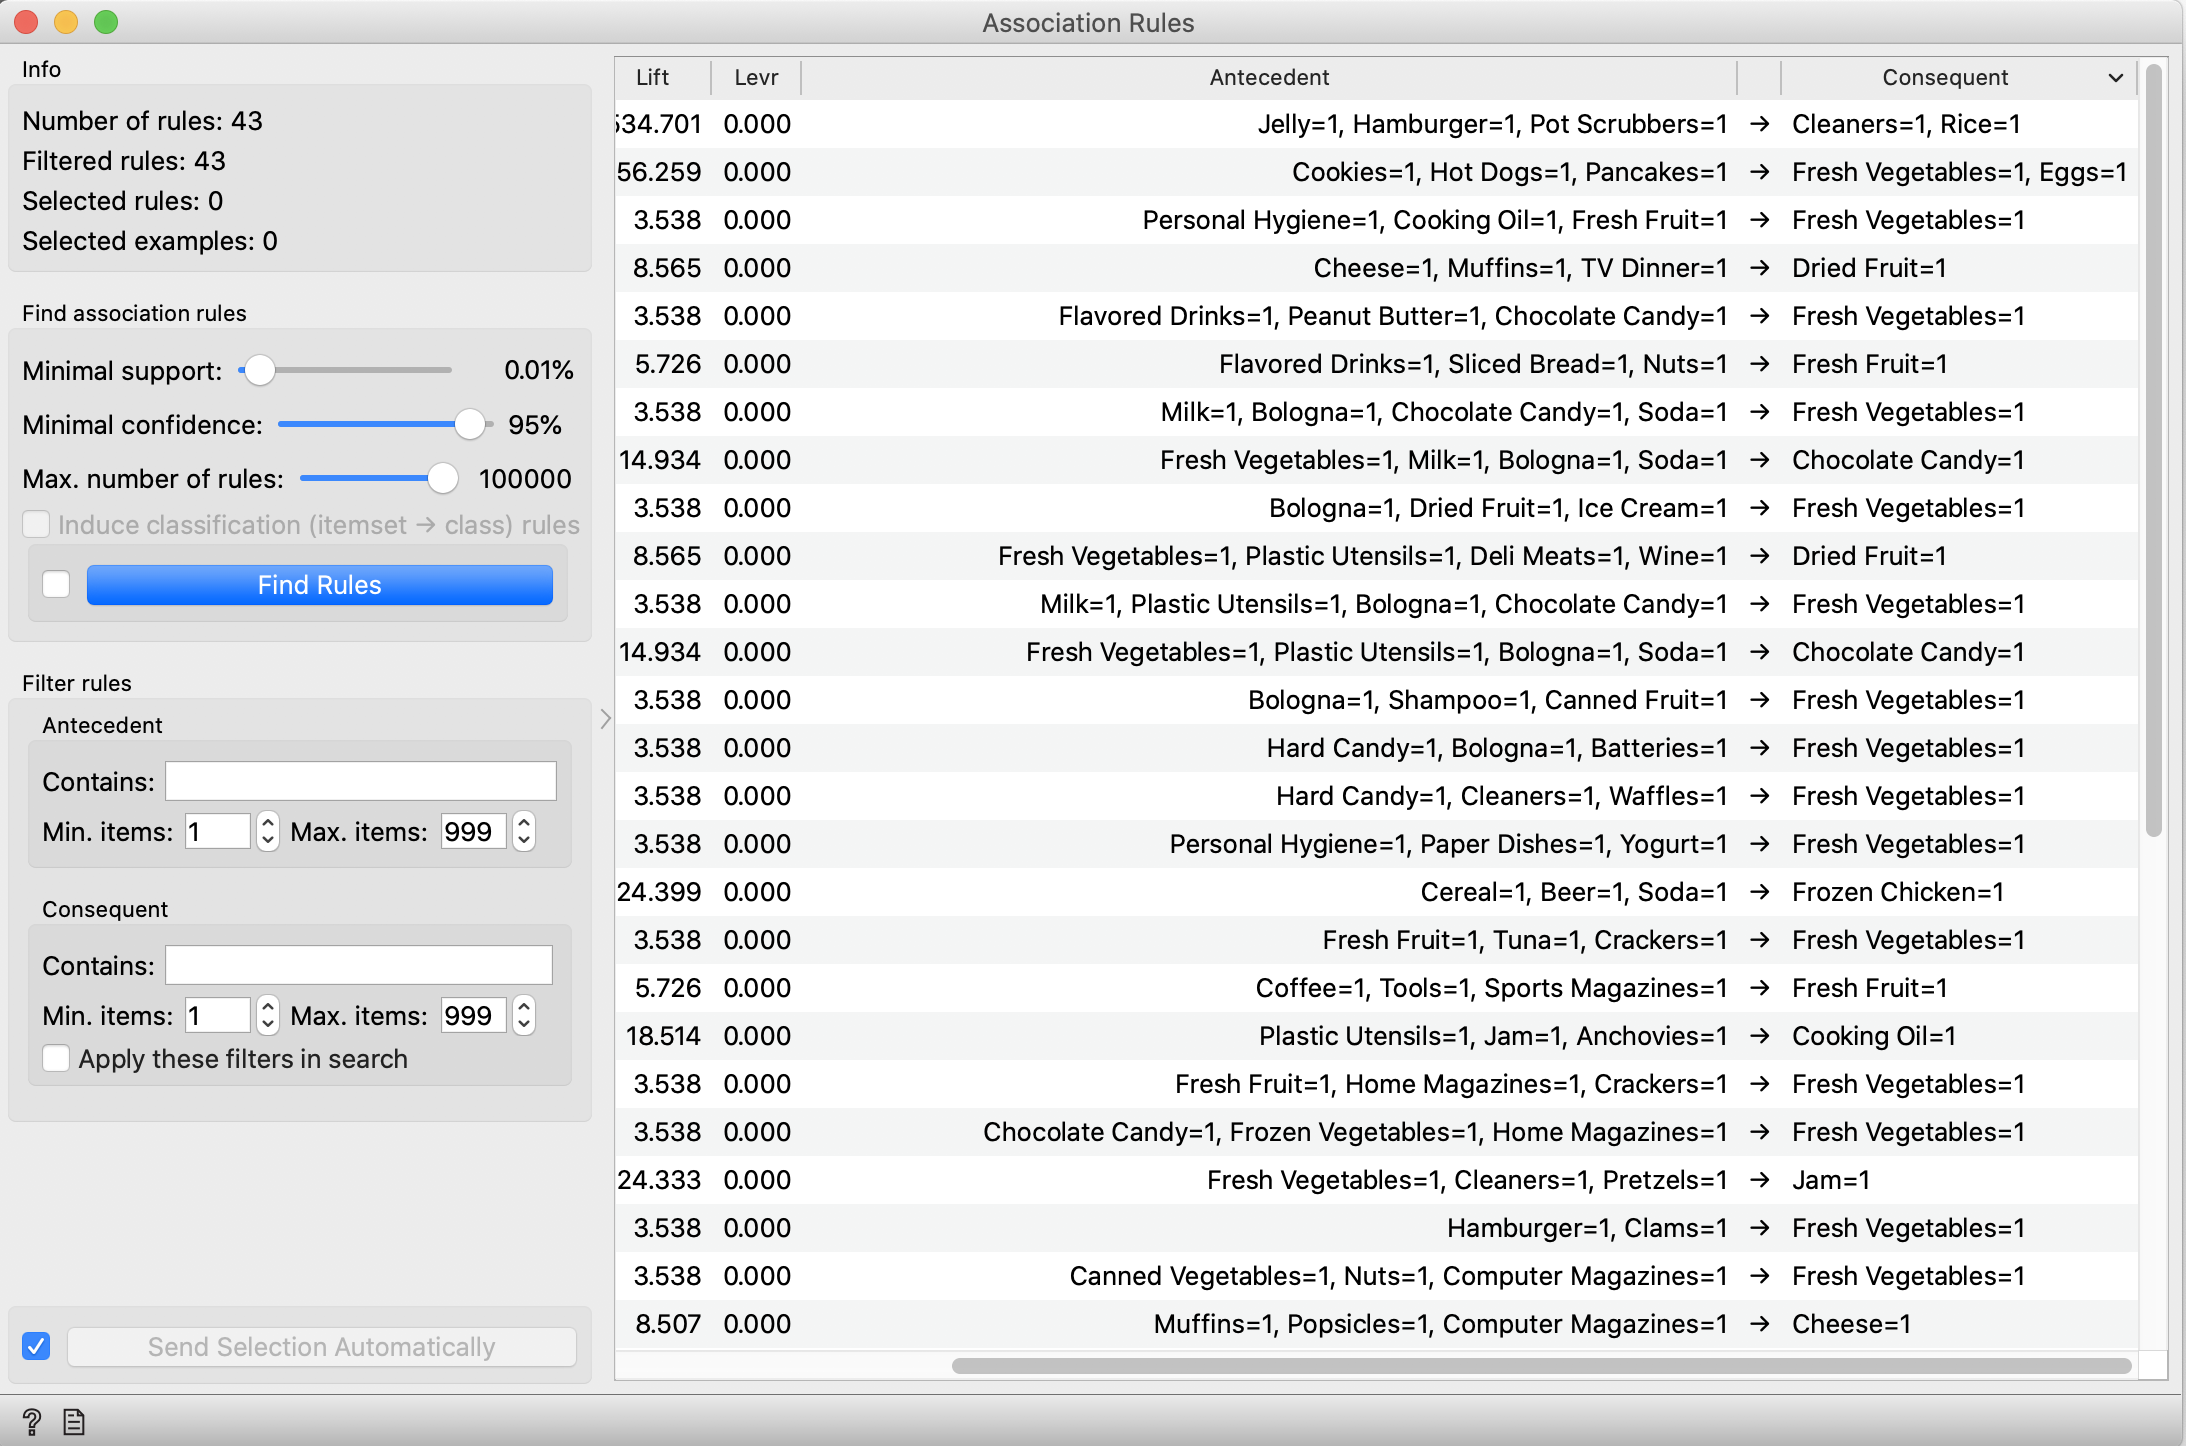 Association Rules
Info
Number of rules: 43
Filtered rules: 43
Selected rules: 0
Selected examples: 0
Find association rules
Minimal support: 0.01%
Minimal confidence: 95%
Max. number of rules: 100000
Induce classification (itemset → class) rules
Find Rules
Filter rules
Antecedent
Contains:
Min. items: 1 Max. items: 999
Consequent
Contains:
Min. items: 1 Max. items: 999
Apply these filters in search
Send Selection Automatically
Lift Levr Antecedent Consequent
534.701 0.000 Jelly=1, Hamburger=1, Pot Scrubbers=1 → Cleaners=1, Rice=1
56.259 0.000 Cookies=1, Hot Dogs=1, Pancakes=1 → Fresh Vegetables=1, Eggs=1
3.538 0.000 Personal Hygiene=1, Cooking Oil=1, Fresh Fruit=1 → Fresh Vegetables=1
8.565 0.000 Cheese=1, Muffins=1, TV Dinner=1 → Dried Fruit=1
3.538 0.000 Flavored Drinks=1, Peanut Butter=1, Chocolate Candy=1 → Fresh Vegetables=1
5.726 0.000 Flavored Drinks=1, Sliced Bread=1, Nuts=1 → Fresh Fruit=1
3.538 0.000 Milk=1, Bologna=1, Chocolate Candy=1, Soda=1 → Fresh Vegetables=1
14.934 0.000 Fresh Vegetables=1, Milk=1, Bologna=1, Soda=1 → Chocolate Candy=1
3.538 0.000 Bologna=1, Dried Fruit=1, Ice Cream=1 → Fresh Vegetables=1
8.565 0.000 Fresh Vegetables=1, Plastic Utensils=1, Deli Meats=1, Wine=1 → Dried Fruit=1
3.538 0.000 Milk=1, Plastic Utensils=1, Bologna=1, Chocolate Candy=1 → Fresh Vegetables=1
14.934 0.000 Fresh Vegetables=1, Plastic Utensils=1, Bologna=1, Soda=1 → Chocolate Candy=1
3.538 0.000 Bologna=1, Shampoo=1, Canned Fruit=1 → Fresh Vegetables=1
3.538 0.000 Hard Candy=1, Bologna=1, Batteries=1 → Fresh Vegetables=1
3.538 0.000 Hard Candy=1, Cleaners=1, Waffles=1 → Fresh Vegetables=1
3.538 0.000 Personal Hygiene=1, Paper Dishes=1, Yogurt=1 → Fresh Vegetables=1
24.399 0.000 Cereal=1, Beer=1, Soda=1 → Frozen Chicken=1
3.538 0.000 Fresh Fruit=1, Tuna=1, Crackers=1 → Fresh Vegetables=1
5.726 0.000 Coffee=1, Tools=1, Sports Magazines=1 → Fresh Fruit=1
18.514 0.000 Plastic Utensils=1, Jam=1, Anchovies=1 → Cooking Oil=1
3.538 0.000 Fresh Fruit=1, Home Magazines=1, Crackers=1 → Fresh Vegetables=1
3.538 0.000 Chocolate Candy=1, Frozen Vegetables=1, Home Magazines=1 → Fresh Vegetables=1
24.333 0.000 Fresh Vegetables=1, Cleaners=1, Pretzels=1 → Jam=1
3.538 0.000 Hamburger=1, Clams=1 → Fresh Vegetables=1
3.538 0.000 Canned Vegetables=1, Nuts=1, Computer Magazines=1 → Fresh Vegetables=1
8.507 0.000 Muffins=1, Popsicles=1, Computer Magazines=1 → Cheese=1